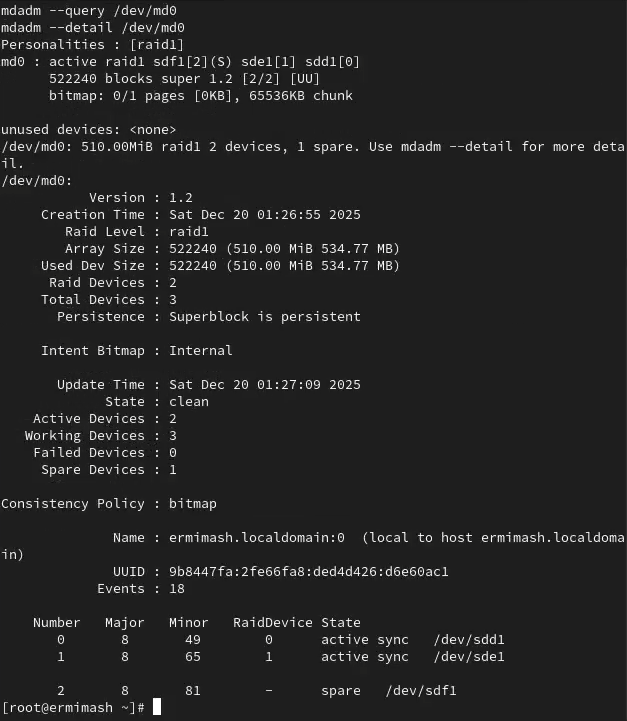 mdadm --query /dev/md0
mdadm --detail /dev/md0
Personalities : [raid1]
md0 : active raid1 sdf1[2](S) sde1[1] sdd1[0]
      522240 blocks super 1.2 [2/2] [UU]
      bitmap: 0/1 pages [0KB], 65536KB chunk

unused devices: <none>
/dev/md0: 510.00MiB raid1 2 devices, 1 spare. Use mdadm --detail for more deta
il.
/dev/md0:
           Version : 1.2
     Creation Time : Sat Dec 20 01:26:55 2025
        Raid Level : raid1
        Array Size : 522240 (510.00 MiB 534.77 MB)
     Used Dev Size : 522240 (510.00 MiB 534.77 MB)
      Raid Devices : 2
     Total Devices : 3
       Persistence : Superblock is persistent

     Intent Bitmap : Internal

       Update Time : Sat Dec 20 01:27:09 2025
             State : clean
    Active Devices : 2
   Working Devices : 3
    Failed Devices : 0
     Spare Devices : 1

Consistency Policy : bitmap

              Name : ermimash.localdomain:0  (local to host ermimash.localdoma
in)
              UUID : 9b8447fa:2fe66fa8:ded4d426:d6e60ac1
            Events : 18

    Number   Major   Minor   RaidDevice State
       0       8       49        0      active sync   /dev/sdd1
       1       8       65        1      active sync   /dev/sde1

       2       8       81        -      spare   /dev/sdf1
[root@ermimash ~]#